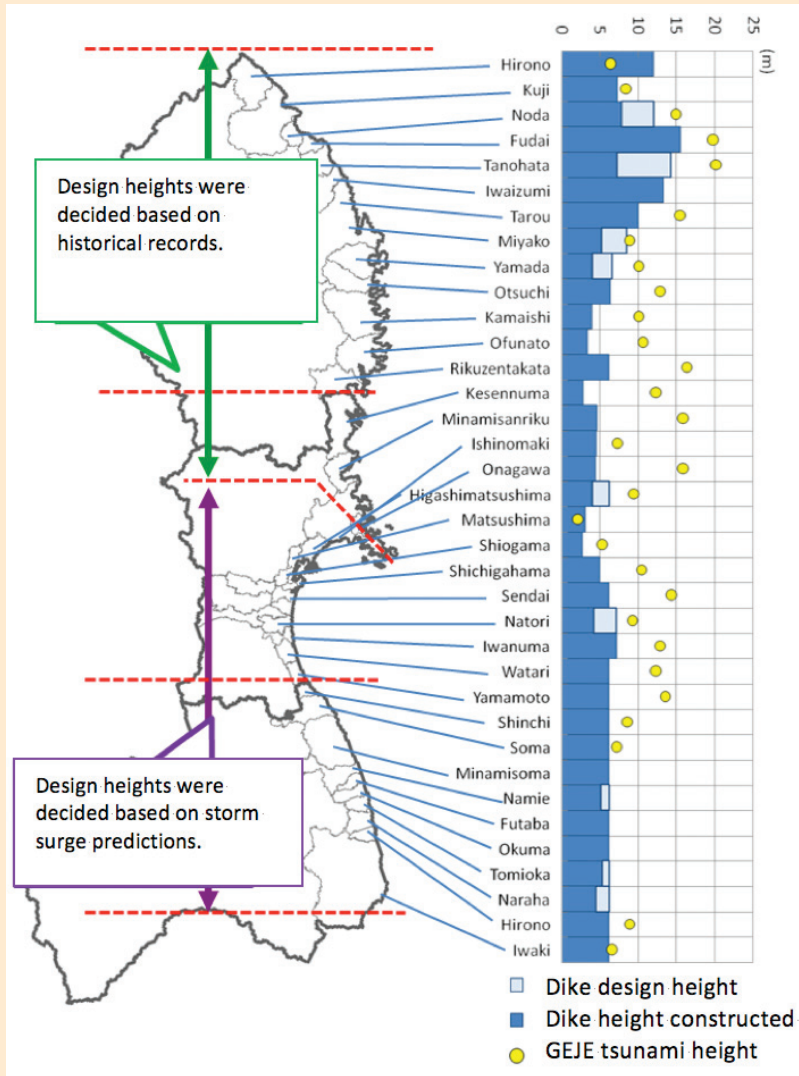 0 5 10 15 20 25
(m)
Hirono
Kuji
Noda
Fudai
Tanohata
Iwaizumi
Tarou
Miyako
Yamada
Otsuchi
Kamaishi
Ofunato
Rikuzentakata
Kesennuma
Minamisanriku
Ishinomaki
Onagawa
Higashimatsushima
Matsushima
Shiogama
Shichigahama
Sendai
Natori
Iwanuma
Watari
Yamamoto
Shinchi
Soma
Minamisoma
Namie
Futaba
Okuma
Tomioka
Naraha
Hirono
Iwaki
Design heights were
decided based on
historical records.
Design heights were
decided based on storm
surge predictions.
Dike design height
Dike height constructed
GEJE tsunami height